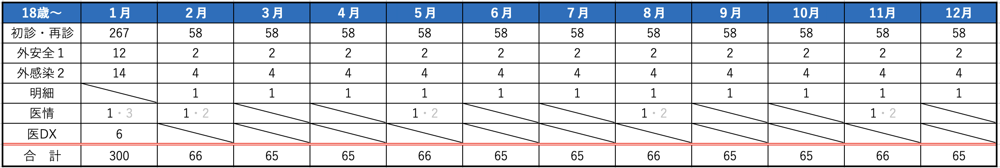 18歳～ 1月 2月 3月 4月 5月 6月 7月 8月 9月 10月 11月 12月
初診・再診 267 58 58 58 58 58 58 58 58 58 58 58
外安全1 12 2 2 2 2 2 2 2 2 2 2 2
外感染2 14 4 4 4 4 4 4 4 4 4 4 4
明細 1 1 1 1 1 1 1 1 1 1 1
医情 1・3 1・2 1・2 1・2 1・2
医DX 6
合　計 300 66 65 65 66 65 65 66 65 65 66 65